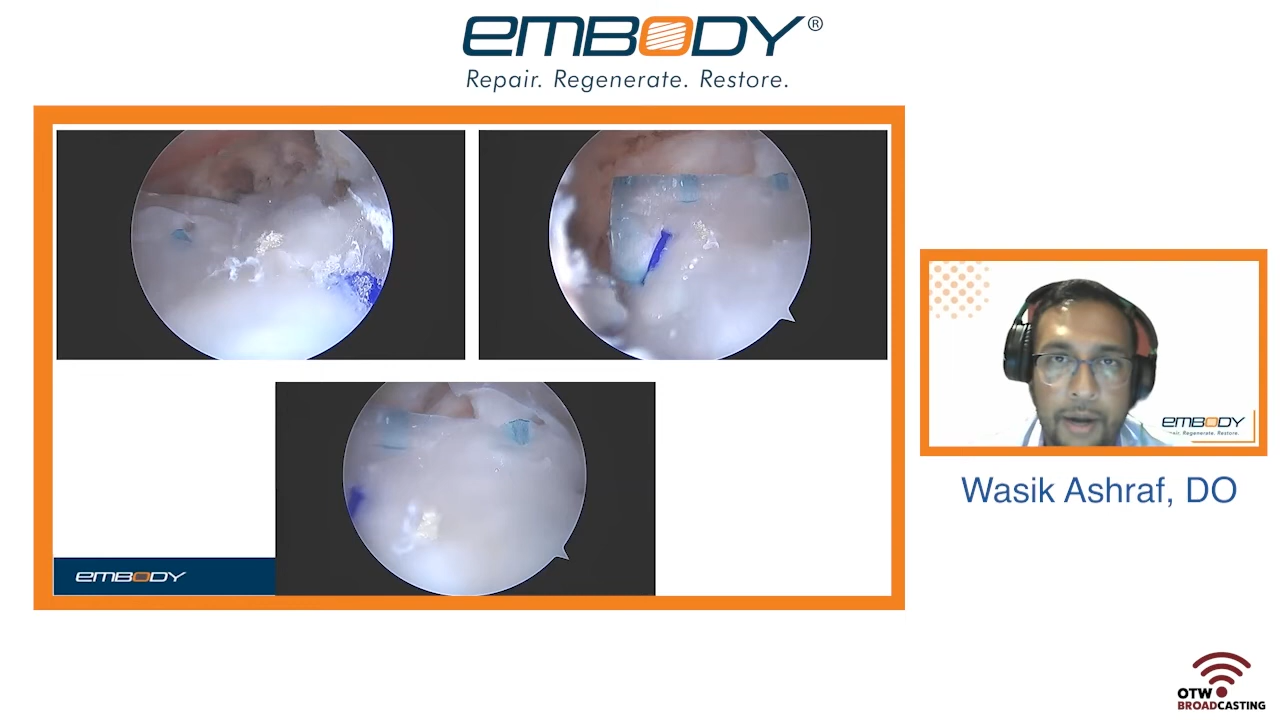 EMBODY®
Repair. Regenerate. Restore.
EMBODY
EMBODY
Repair. Regenerate. Restore.
Wasik Ashraf, DO
OTW
BROADCASTING